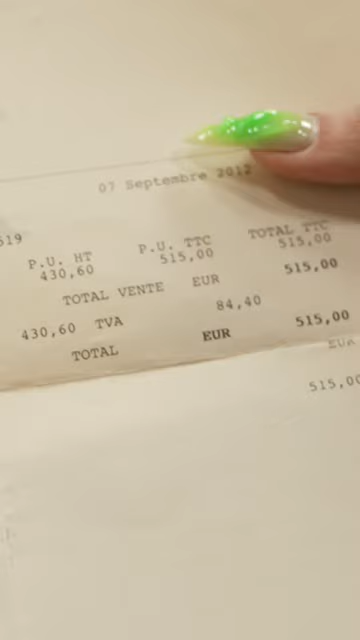 07 Septembre 2012
519
P.U. HT P.U. TTC TOTAL TTC
430,60 515,00 515,00
TOTAL VENTE EUR 515,00
430,60 TVA 84,40
TOTAL EUR 515,00
EUR
515,00